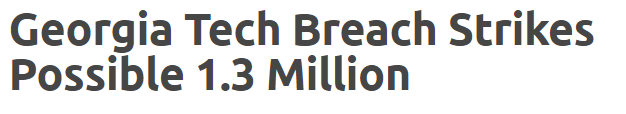 Georgia Tech Breach Strikes
Possible 1.3 Million